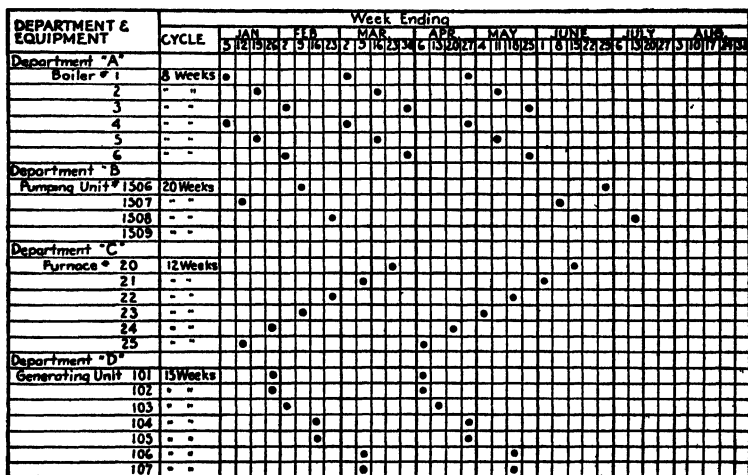 Week Ending
DEPARTMENT & EQUIPMENT CYCLE JAN FEB MAR APR MAY JUNE JULY AUG
5 12 19 26 2 9 16 23 2 9 16 23 30 6 13 20 27 4 11 18 25 1 8 15 22 29 6 13 20 27 3 10 17 24 31
Department "A"
Boiler # 1 8 Weeks
2 " "
3 " "
4 " "
5 " "
6 " "
Department "B
Pumping Unit # 1506 20 Weeks
1507 " "
1508 " "
1509 " "
Department "C"
Furnace # 20 12 Weeks
21 " "
22 " "
23 " "
24 " "
25 " "
Department "D"
Generating Unit 101 15 Weeks
102 " "
103 " "
104 " "
105 " "
106 " "
107 " "